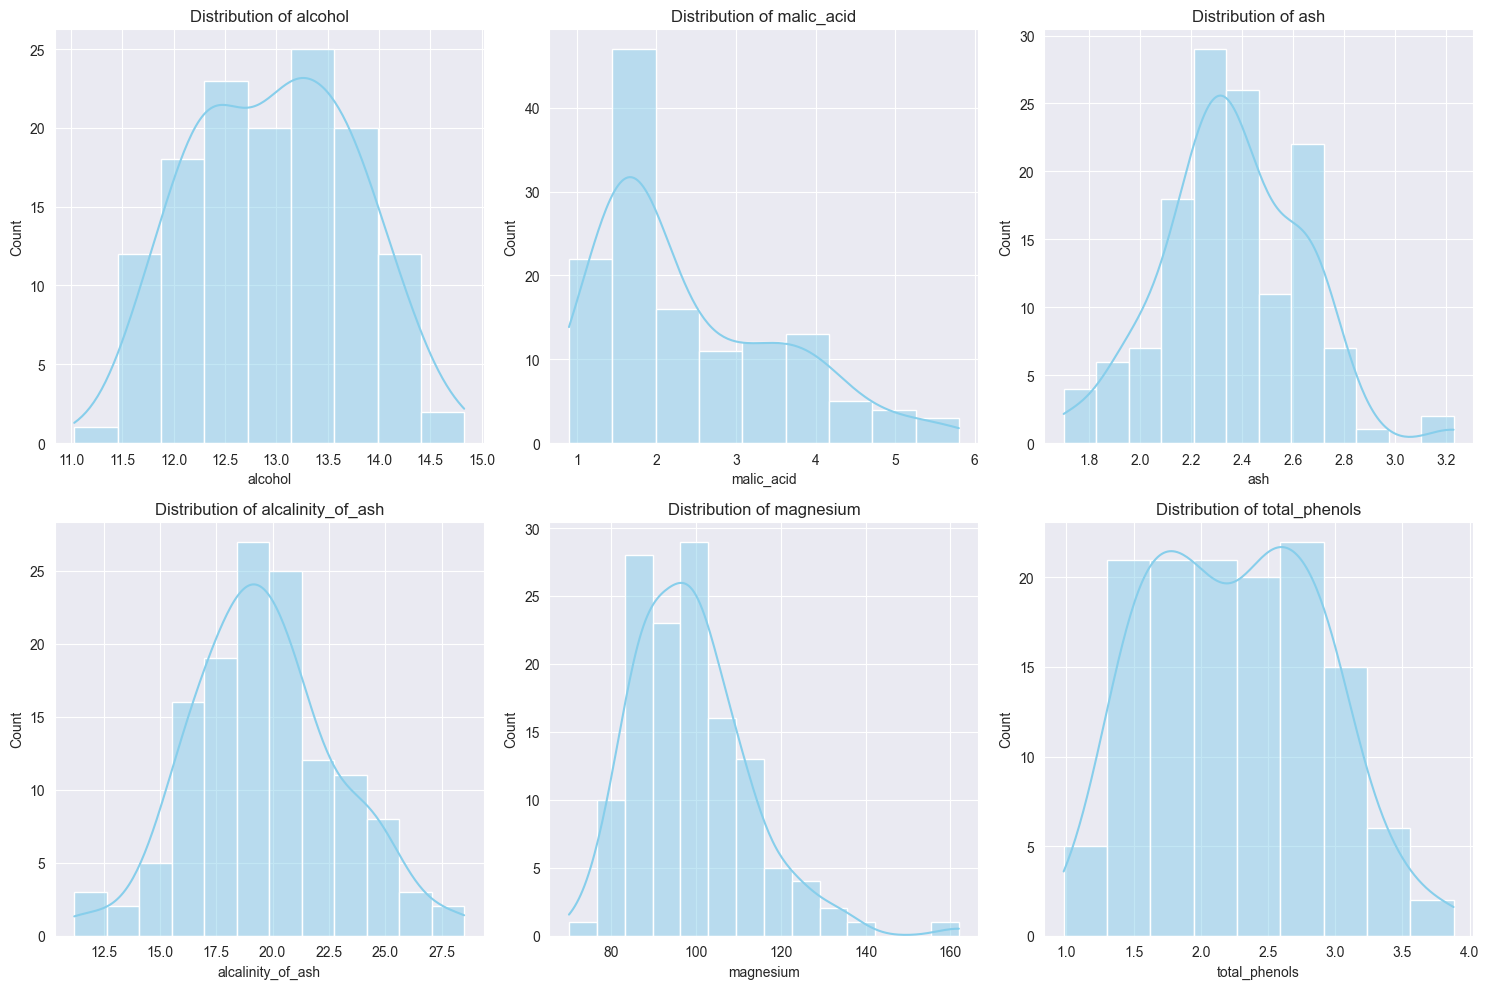 Distribution of alcohol
Count
25
20
15
10
5
0
11.0 11.5 12.0 12.5 13.0 13.5 14.0 14.5 15.0
alcohol
Distribution of malic_acid
Count
40
30
20
10
0
1 2 3 4 5 6
malic_acid
Distribution of ash
Count
30
25
20
15
10
5
0
1.8 2.0 2.2 2.4 2.6 2.8 3.0 3.2
ash
Distribution of alcalinity_of_ash
Count
25
20
15
10
5
0
12.5 15.0 17.5 20.0 22.5 25.0 27.5
alcalinity_of_ash
Distribution of magnesium
Count
30
25
20
15
10
5
0
80 100 120 140 160
magnesium
Distribution of total_phenols
Count
20
15
10
5
0
1.0 1.5 2.0 2.5 3.0 3.5 4.0
total_phenols